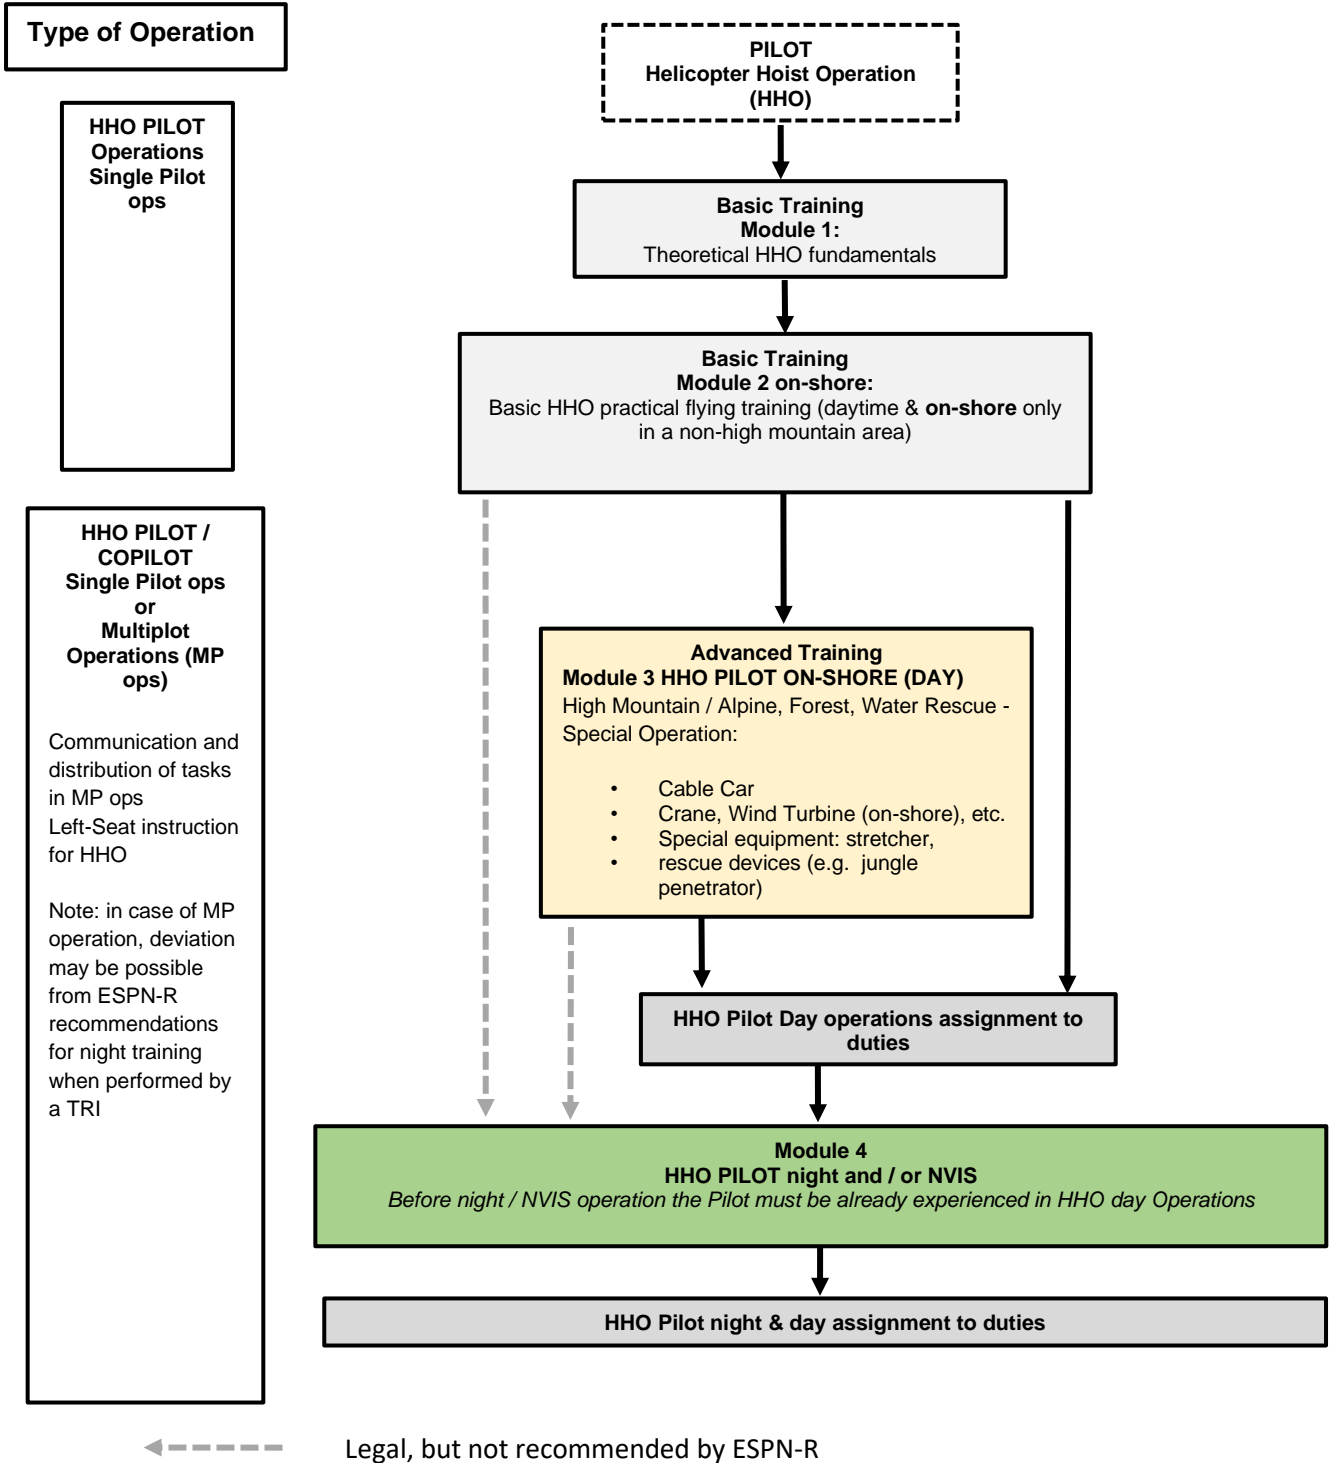 Type of Operation
HHO PILOT
Operations
Single Pilot
ops
HHO PILOT /
COPILOT
Single Pilot ops
or
Multiplot
Operations (MP
ops)
Communication and
distribution of tasks
in MP ops
Left-Seat instruction
for HHO
Note: in case of MP
operation, deviation
may be possible
from ESPN-R
recommendations
for night training
when performed by
a TRI
PILOT
Helicopter Hoist Operation
(HHO)
Basic Training
Module 1:
Theoretical HHO fundamentals
Basic Training
Module 2 on-shore:
Basic HHO practical flying training (daytime & on-shore only
in a non-high mountain area)
Advanced Training
Module 3 HHO PILOT ON-SHORE (DAY)
High Mountain / Alpine, Forest, Water Rescue -
Special Operation:
• Cable Car
• Crane, Wind Turbine (on-shore), etc.
• Special equipment: stretcher,
• rescue devices (e.g. jungle
penetrator)
HHO Pilot Day operations assignment to
duties
Module 4
HHO PILOT night and / or NVIS
Before night / NVIS operation the Pilot must be already experienced in HHO day Operations
HHO Pilot night & day assignment to duties
Legal, but not recommended by ESPN-R